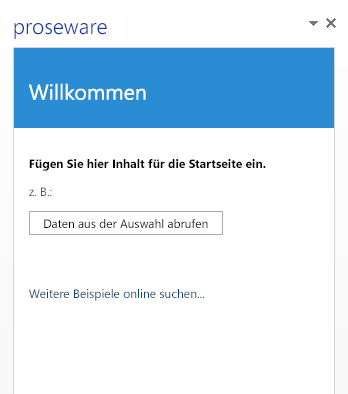 proseware
Willkommen
Fügen Sie hier Inhalt für die Startseite ein.
z. B.:
Daten aus der Auswahl abrufen
Weitere Beispiele online suchen...